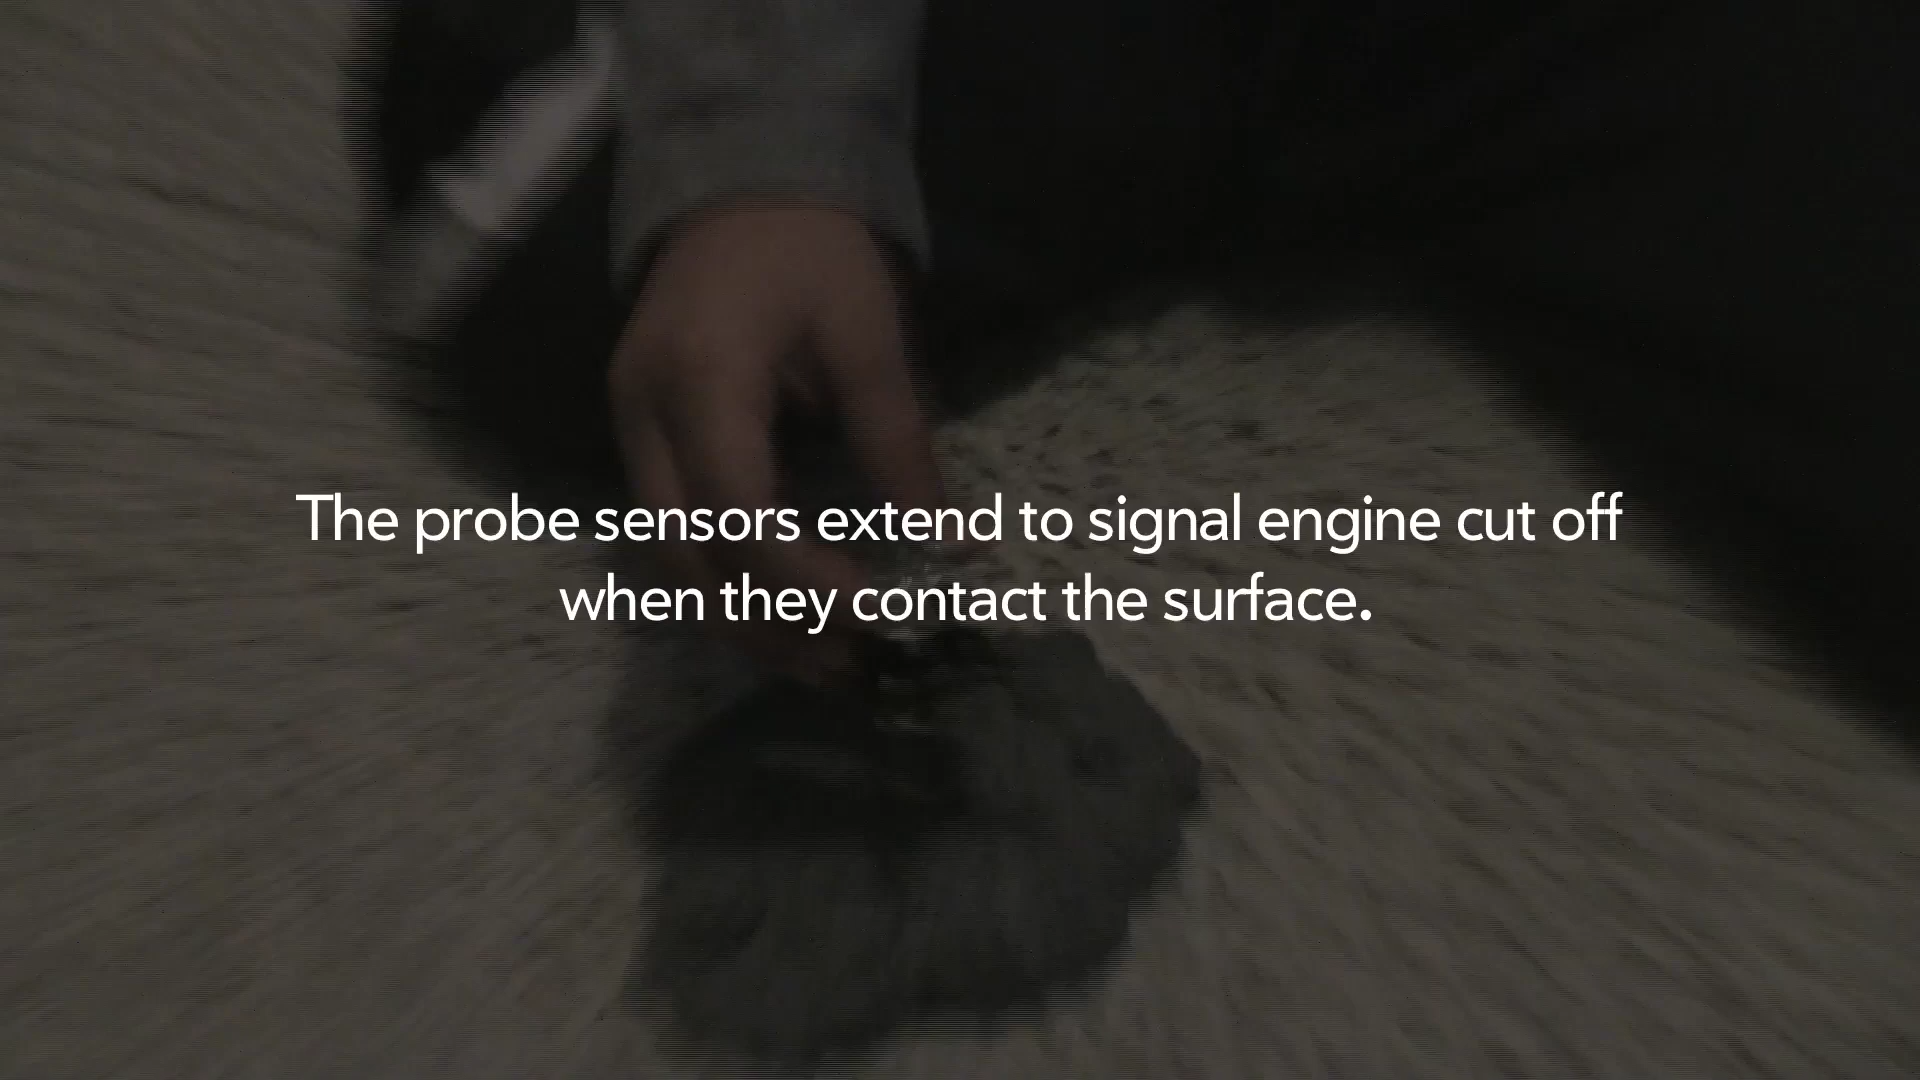 The probe sensors extend to signal engine cut off
when they contact the surface.